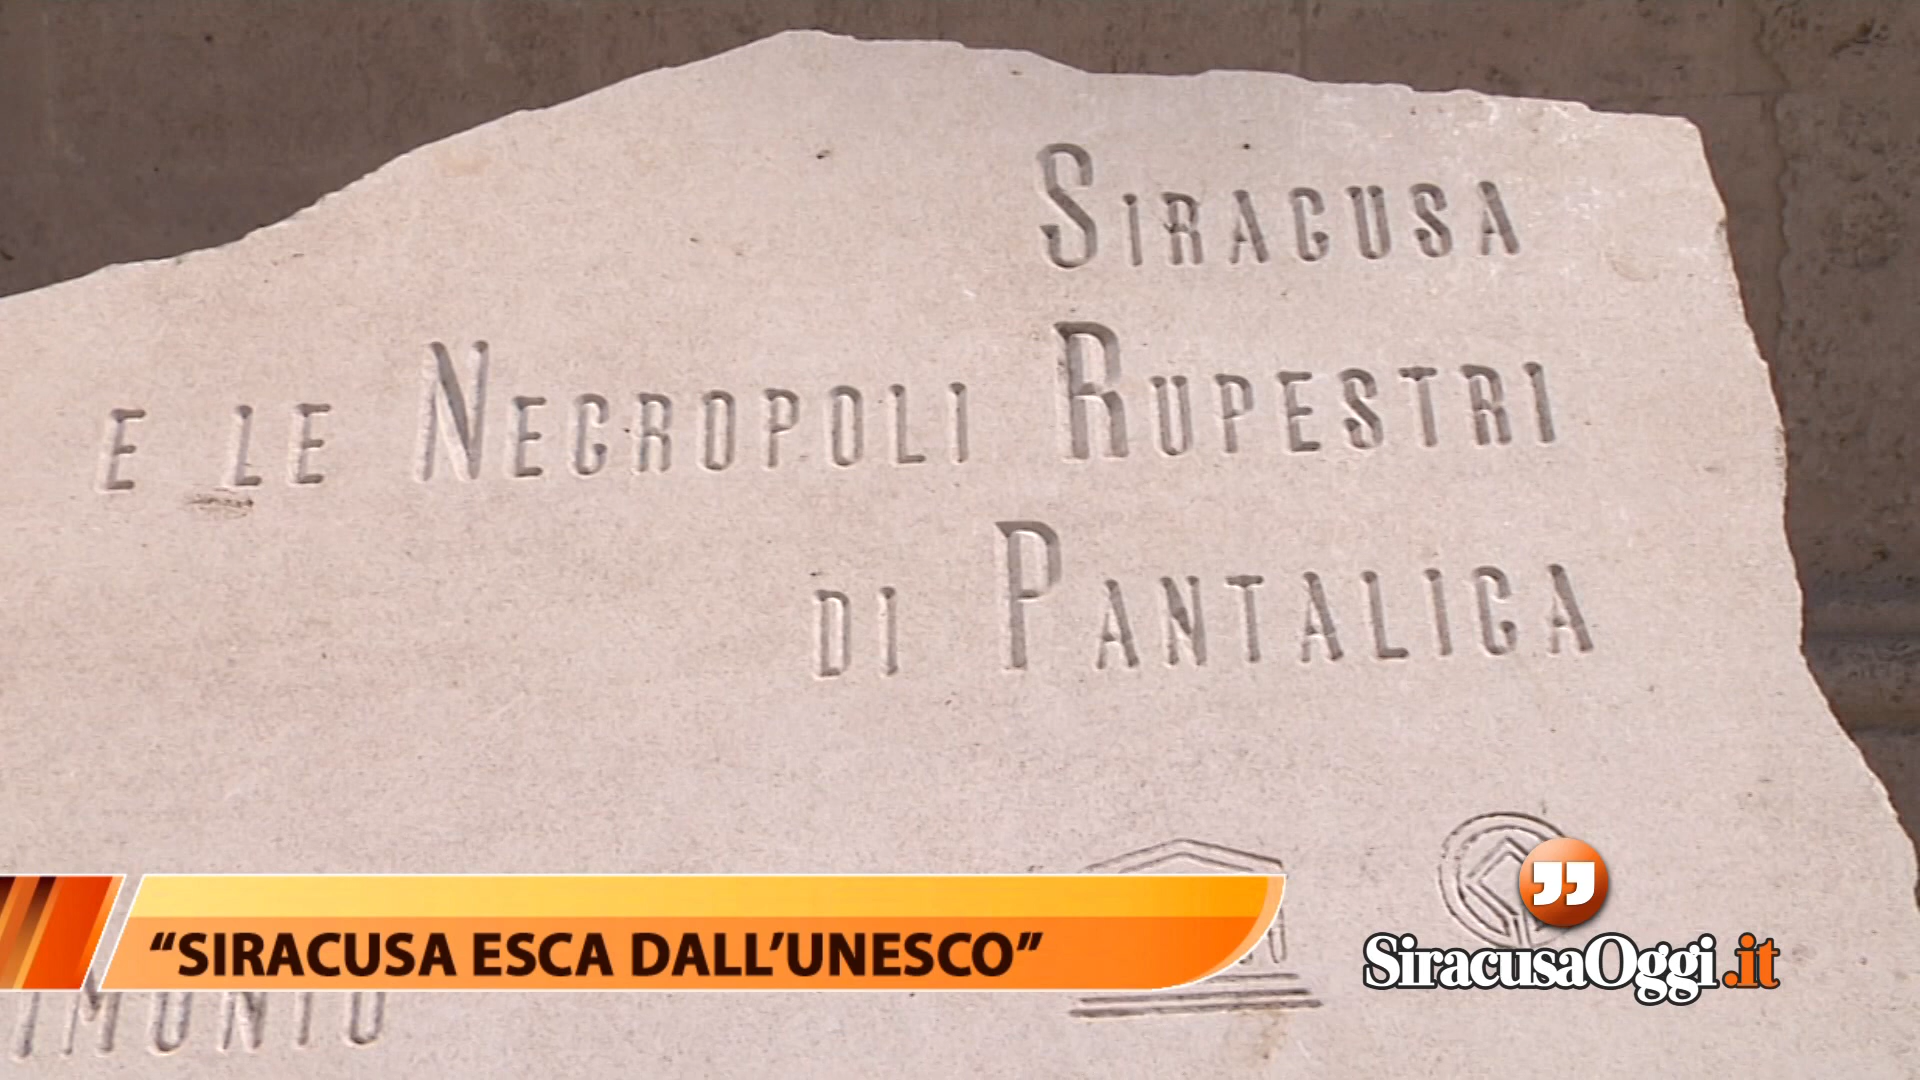 SIRACUSA
E LE NECROPOLI RUPESTRI
DI PANTALICA
“SIRACUSA ESCA DALL’UNESCO”
SiracusaOggi.it